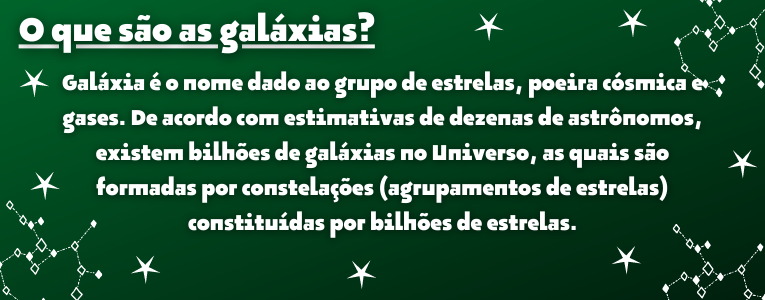 O que são as galáxias?
Galáxia é o nome dado ao grupo de estrelas, poeira cósmica e
gases. De acordo com estimativas de dezenas de astrônomos,
existem bilhões de galáxias no Universo, as quais são
formadas por constelações (agrupamentos de estrelas)
constituídas por bilhões de estrelas.